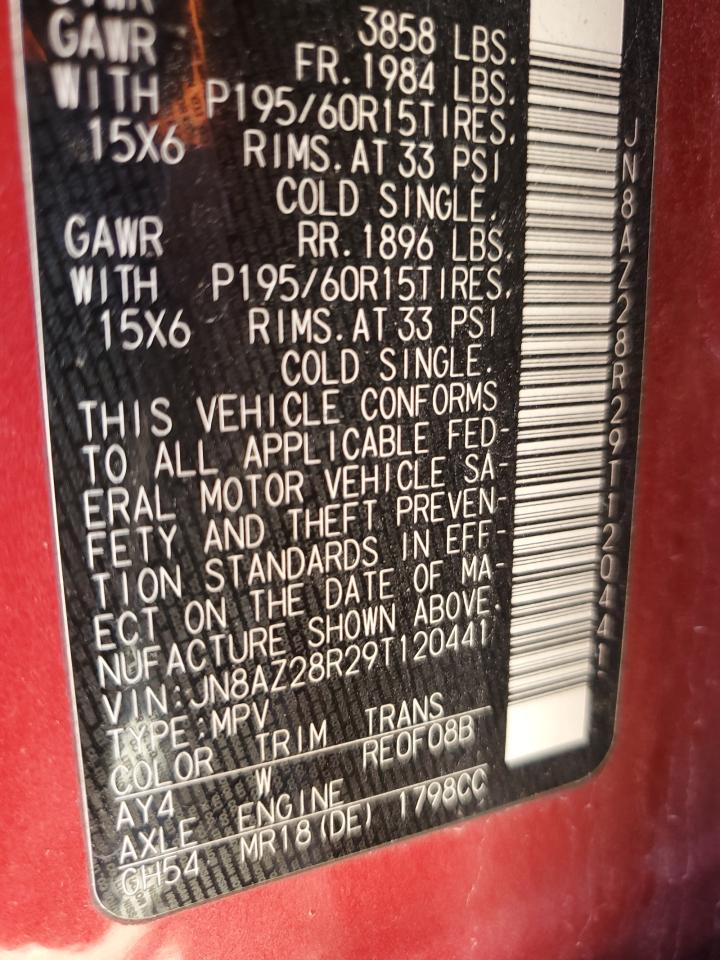 GVWR 3858 LBS.
GAWR FR. 1984 LBS.
WITH P195/60R15TIRES.
15X6 RIMS. AT 33 PSI
COLD SINGLE.
GAWR RR. 1896 LBS.
WITH P195/60R15TIRES.
15X6 RIMS. AT 33 PSI
COLD SINGLE.
THIS VEHICLE CONFORMS
TO ALL APPLICABLE FED-
ERAL MOTOR VEHICLE SA-
FETY AND THEFT PREVEN-
TION STANDARDS IN EFF-
ECT ON THE DATE OF MA-
NUFACTURE SHOWN ABOVE.
VIN:JN8AZ28R29T120441
TYPE:MPV
COLOR TRIM TRANS
AY4 W RE0F08B
AXLE ENGINE
GH54 MR18(DE) 1798CC
JN8AZ28R29T120441